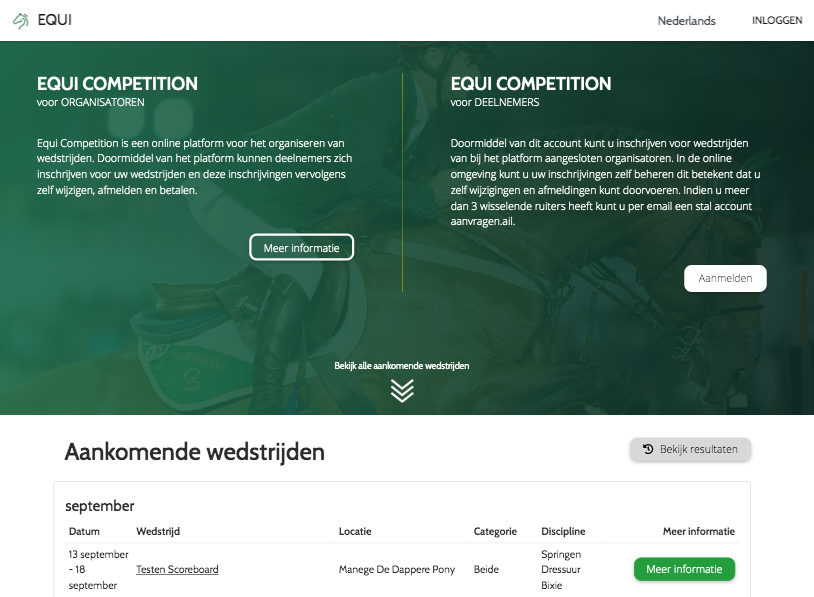 EQUI
Nederlands
INLOGGEN
EQUI COMPETITION
voor ORGANISATOREN
Equi Competition is een online platform voor het organiseren van
wedstrijden. Doormiddel van het platform kunnen deelnemers zich
inschrijven voor uw wedstrijden en deze inschrijvingen vervolgens
zelf wijzigen, afmelden en betalen.
Meer informatie
EQUI COMPETITION
voor DEELNEMERS
Doormiddel van dit account kunt u inschrijven voor wedstrijden
van bij het platform aangesloten organisatoren. In de online
omgeving kunt u uw inschrijvingen zelf beheren dit betekent dat u
zelf wijzigingen en afmeldingen kunt doorvoeren. Indien u meer
dan 3 wisselende ruiters heeft kunt u per email een stal account
aanvragen.ail.
Aanmelden
Bekijk alle aankomende wedstrijden
Aankomende wedstrijden
Bekijk resultaten
september
Datum Wedstrijd Locatie Categorie Discipline Meer informatie
13 september
- 18
september
Testen Scoreboard
Manege De Dappere Pony
Beide
Springen
Dressuur
Bixie
Meer informatie